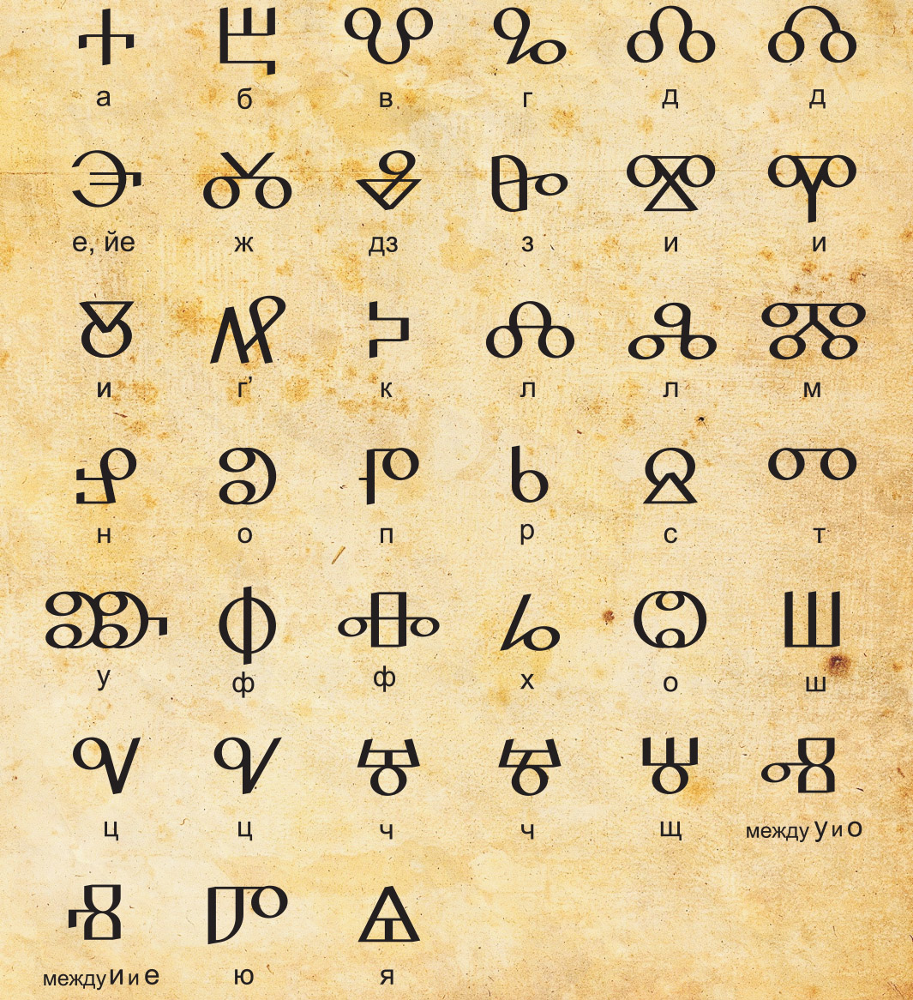 Ⰰ Ⰱ Ⰲ Ⰳ Ⰴ Ⰴ
а б в г д д
Ⰵ Ⰶ Ⰷ Ⰸ Ⰹ Ⰺ
е, йе ж дз з и и
Ⰻ Ⰼ Ⰽ Ⰾ Ⰾ Ⰿ
и г’ к л л м
Ⱀ Ⱁ Ⱂ Ⱃ Ⱄ Ⱅ
н о п р с т
Ⱆ Ⱚ Ⱇ Ⱈ Ⱉ Ⱎ
у ф ф х о ш
Ⱌ Ⱌ Ⱍ Ⱍ Ⱋ Ⱏ
ц ц ч ч щ между у и о
Ⱐ Ⱓ Ⱑ
между и и е ю я